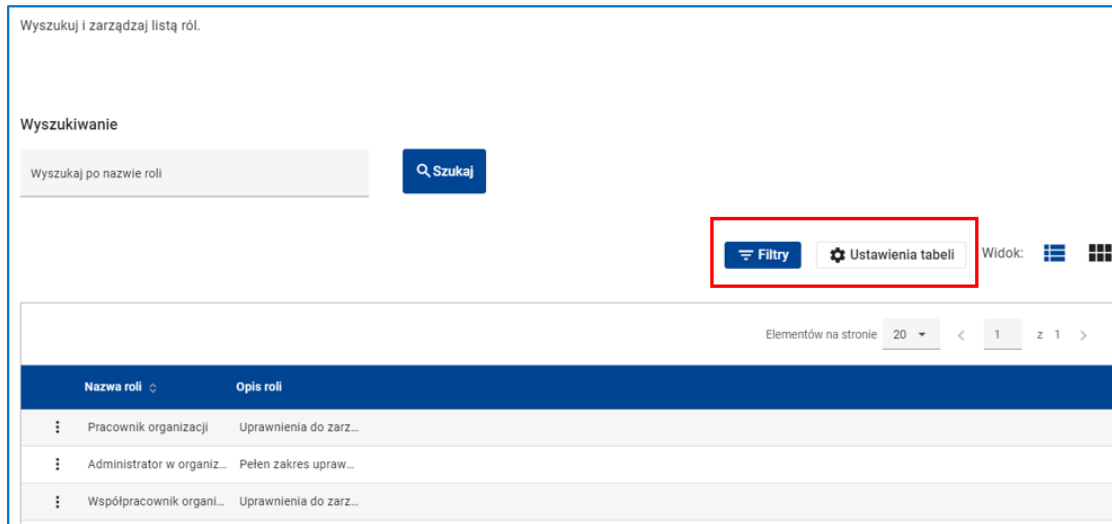 Wyszukuj i zarządzaj listą ról.
Wyszukiwanie
Wyszukaj po nazwie roli
Szukaj
Filtry Ustawienia tabeli Widok:
Elementów na stronie 20 < 1 z 1 >
Nazwa roli Opis roli
Pracownik organizacji Uprawnienia do zarz...
Administrator w organiz... Pełen zakres upraw...
Współpracownik organi... Uprawnienia do zarz...